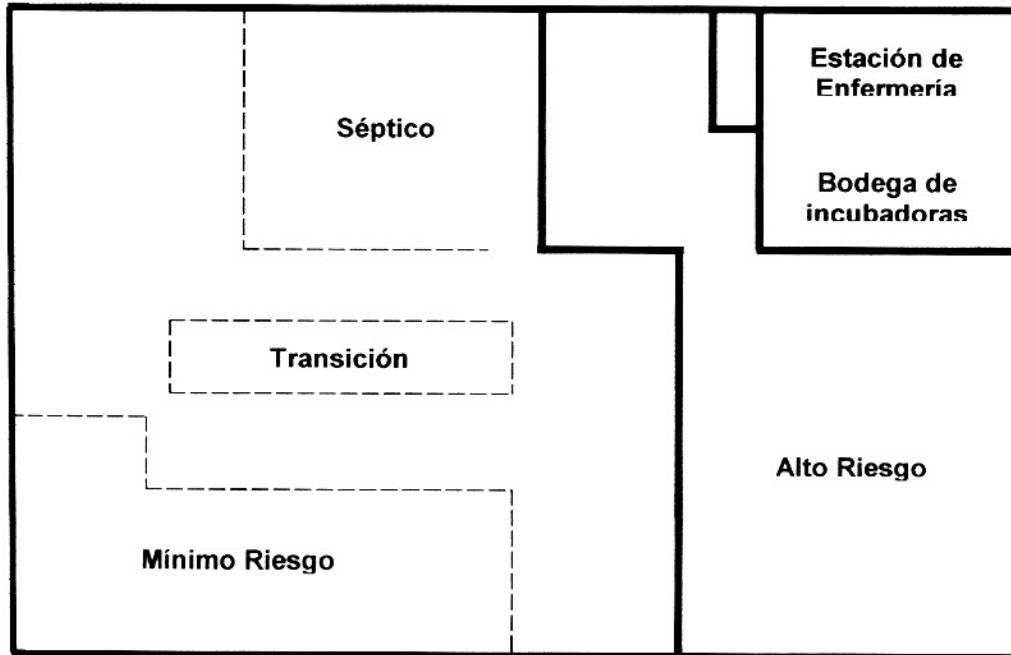 Estación de
Enfermería
Séptico
Bodega de
incubadoras
Transición
Alto Riesgo
Mínimo Riesgo